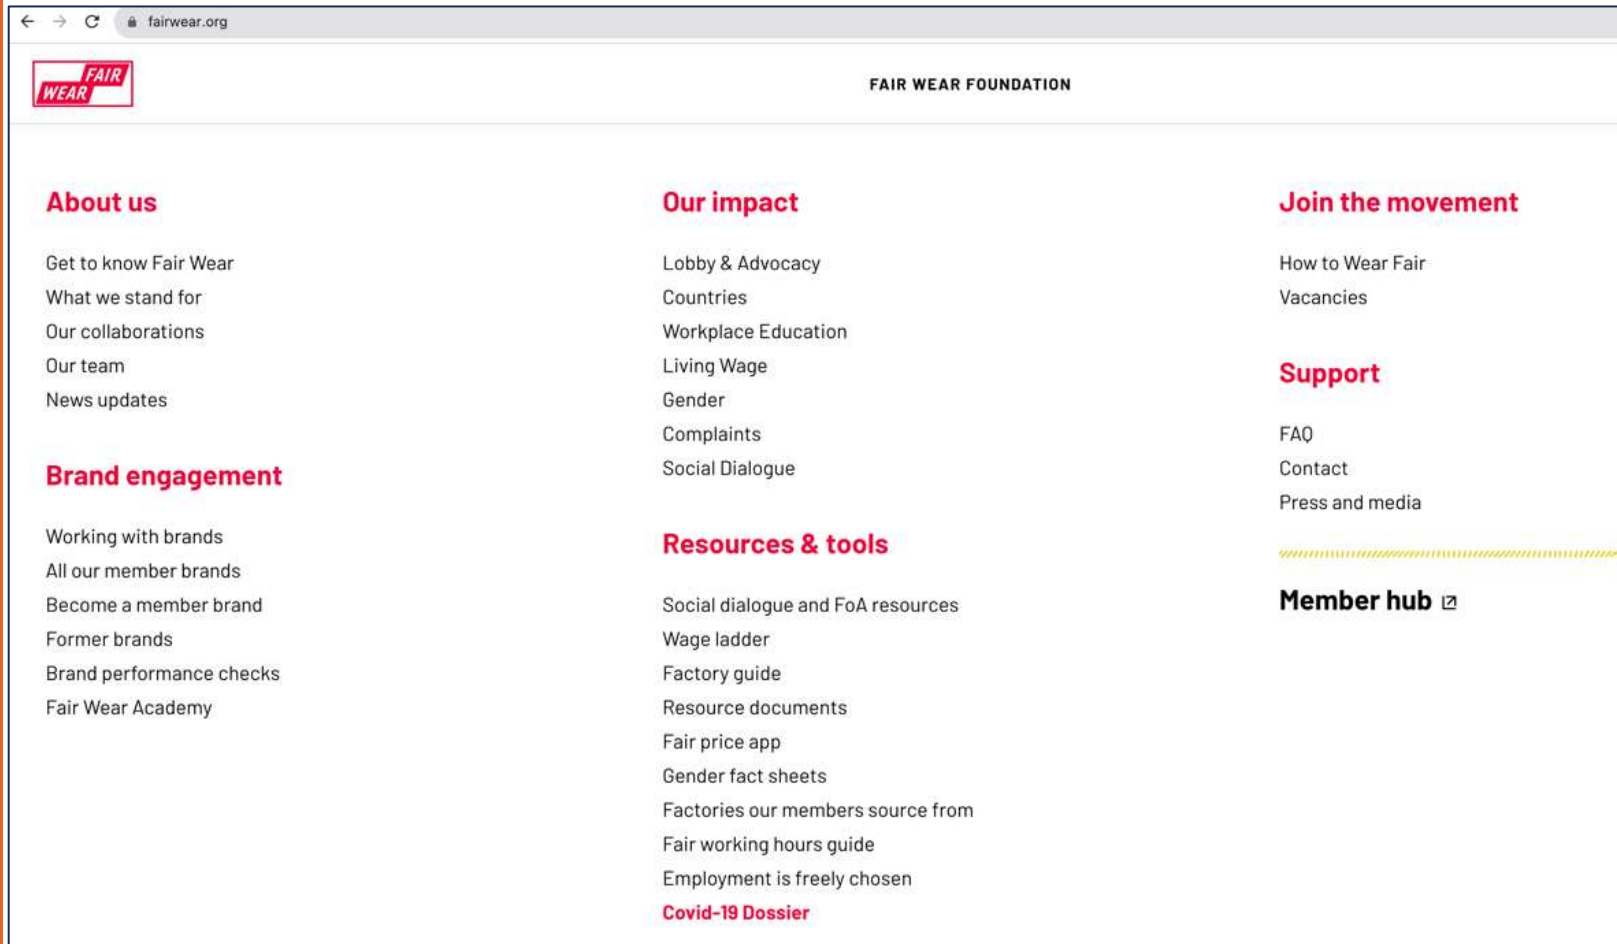 fairwear.org
FAIR
WEAR
FAIR WEAR FOUNDATION
About us
Get to know Fair Wear
What we stand for
Our collaborations
Our team
News updates
Brand engagement
Working with brands
All our member brands
Become a member brand
Former brands
Brand performance checks
Fair Wear Academy
Our impact
Lobby & Advocacy
Countries
Workplace Education
Living Wage
Gender
Complaints
Social Dialogue
Resources & tools
Social dialogue and FoA resources
Wage ladder
Factory guide
Resource documents
Fair price app
Gender fact sheets
Factories our members source from
Fair working hours guide
Employment is freely chosen
Covid-19 Dossier
Join the movement
How to Wear Fair
Vacancies
Support
FAQ
Contact
Press and media
Member hub